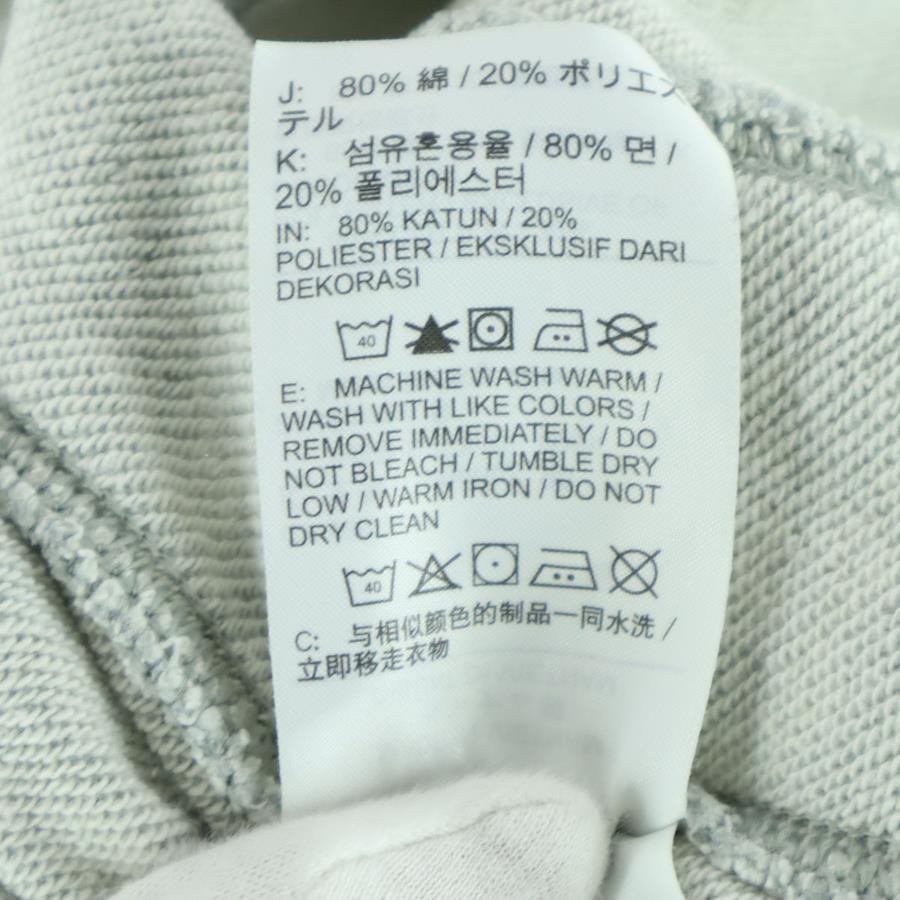 J: 80% 綿 / 20% ポリエス
テル
K: 섬유혼용율 / 80% 면 /
20% 폴리에스터
IN: 80% KATUN / 20%
POLIESTER / EKSKLUSIF DARI
DEKORASI
40
E: MACHINE WASH WARM /
WASH WITH LIKE COLORS /
REMOVE IMMEDIATELY / DO
NOT BLEACH / TUMBLE DRY
LOW / WARM IRON / DO NOT
DRY CLEAN
40
C: 与相似颜色的制品一同水洗 /
立即移走衣物